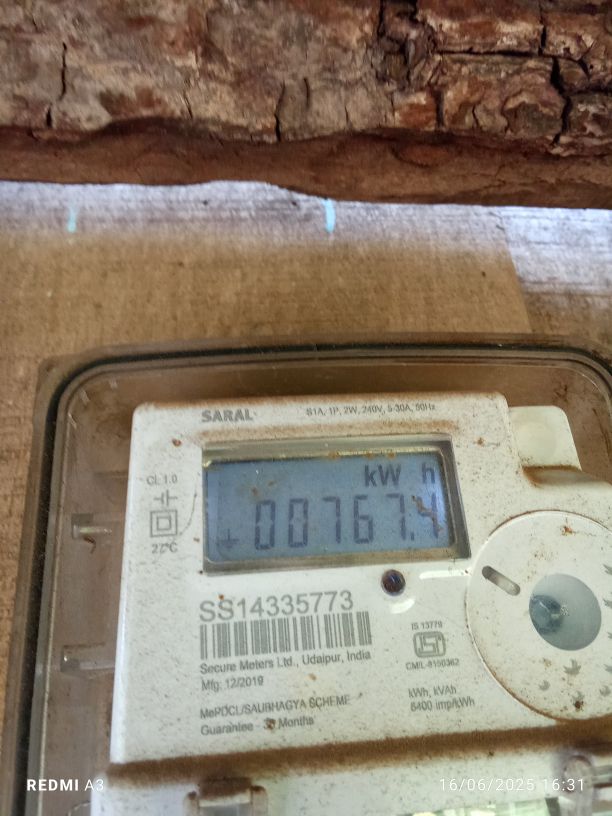 SARAL
S1A, 1P, 2W, 240V, 5-30A, 50Hz
CL 1.0
kW h
00767.4
27°C
SS14335773
Secure Meters Ltd., Udaipur, India
Mfg: 12/2019
MePDCL/SAUBHAGYA SCHEME
Guarantee - Months
IS 13779
CM/L-8150362
kWh, kVAh
6400 imp/kWh
REDMI A3
16/06/2025 16:31